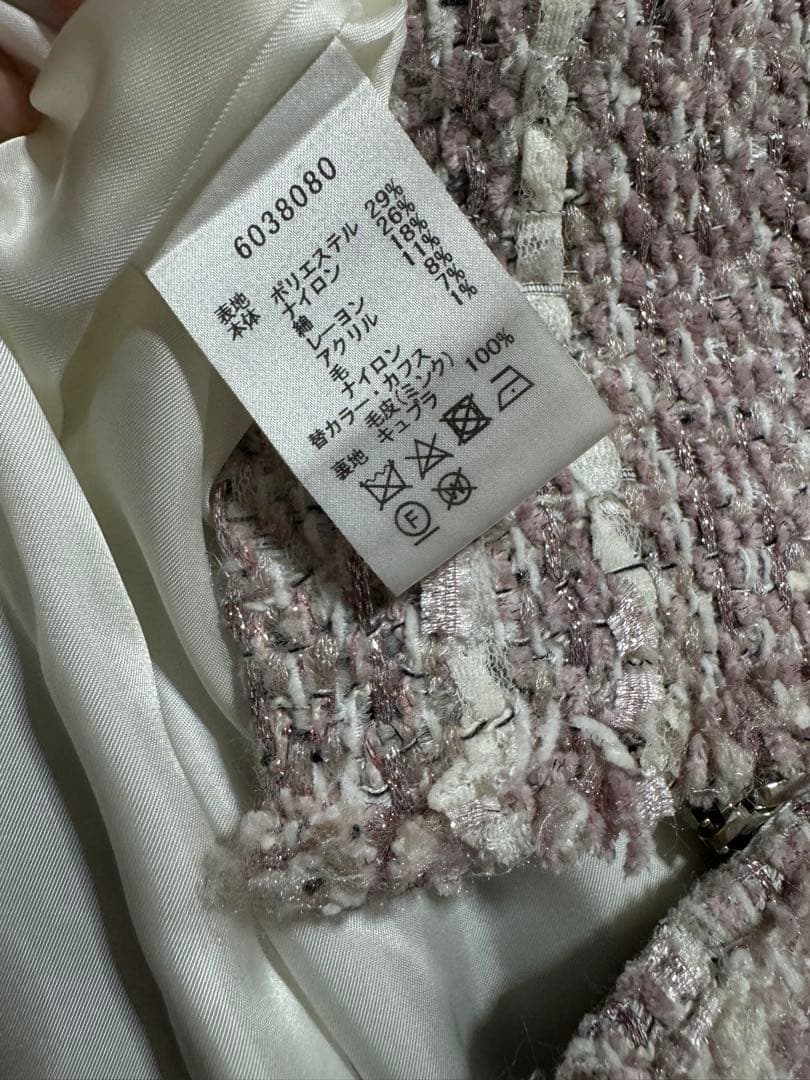 6038080
表地 ポリエステル 29%
本体 ナイロン 26%
綿 18%
レーヨン 11%
アクリル 8%
毛 7%
ナイロン 1%
替カラー・カフス
毛皮(ミンク)
裏地 キュプラ 100%
F W